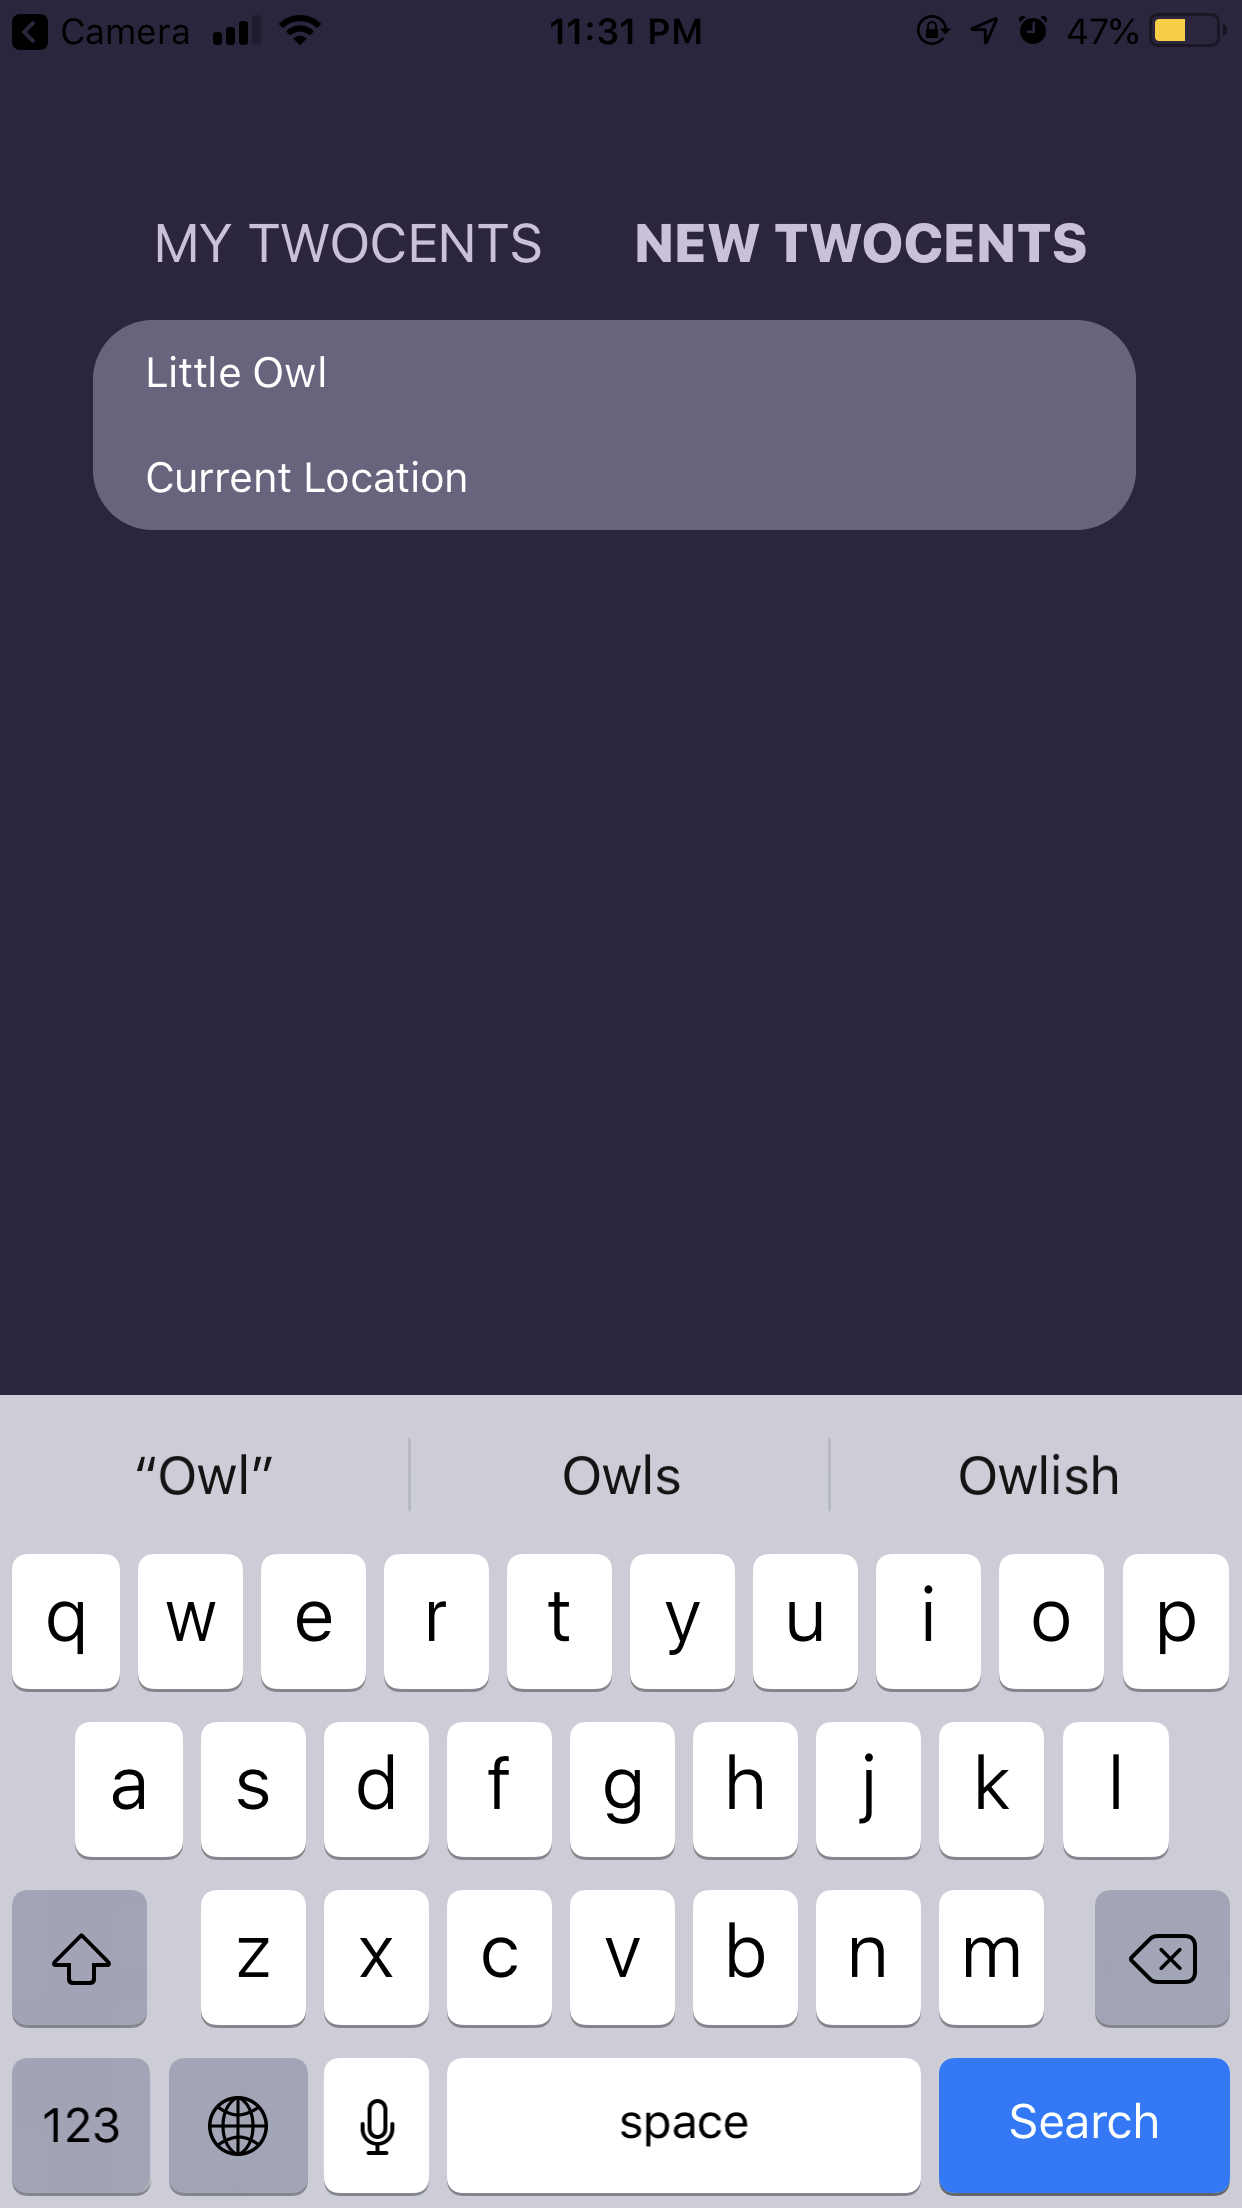 Camera 11:31 PM 47%
MY TWOCENTS NEW TWOCENTS
Little Owl
Current Location
“Owl” Owls Owlish
q w e r t y u i o p
a s d f g h j k l
z x c v b n m
123 space Search